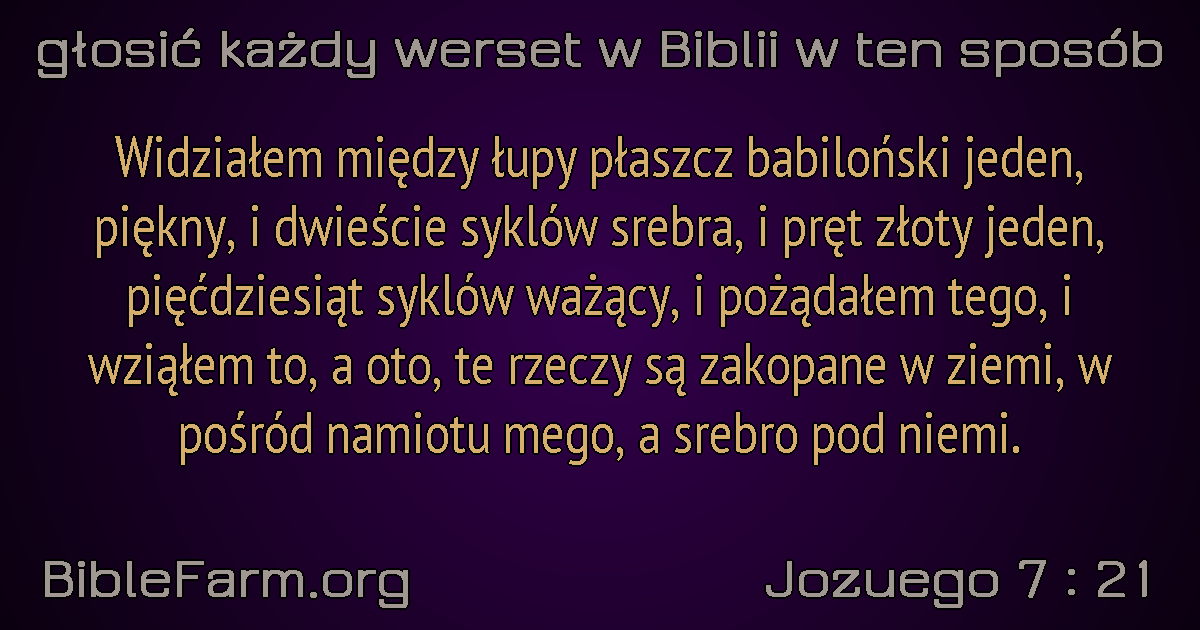 głosić każdy werset w Biblii w ten sposób
Widziałem między łupy płaszcz babiloński jeden,
piękny, i dwieście syklów srebra, i pręt złoty jeden,
pięćdziesiąt syklów ważący, i pożądałem tego, i
wziąłem to, a oto, te rzeczy są zakopane w ziemi, w
pośród namiotu mego, a srebro pod niemi.
BibleFarm.org
Jozuego 7 : 21